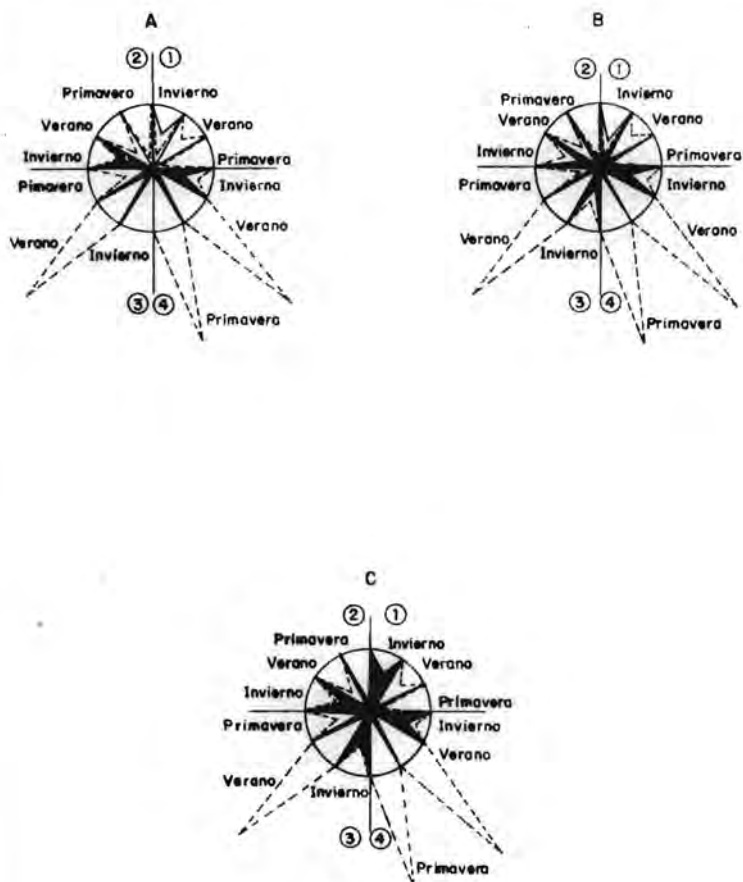 A
② ①
Primavera Invierno
Verano Verano
Invierno Primavera
Pimavera Invierno
Verano Verano
Invierno
③ ④
Primavera
B
② ①
Primavera Invierno
Verano Verano
Invierno Primavera
Primavera Invierno
Verano Verano
Invierno
③ ④
Primavera
C
② ①
Primavera Invierno
Verano Verano
Invierno Primavera
Primavera Invierno
Verano Verano
Invierno
③ ④
Primavera